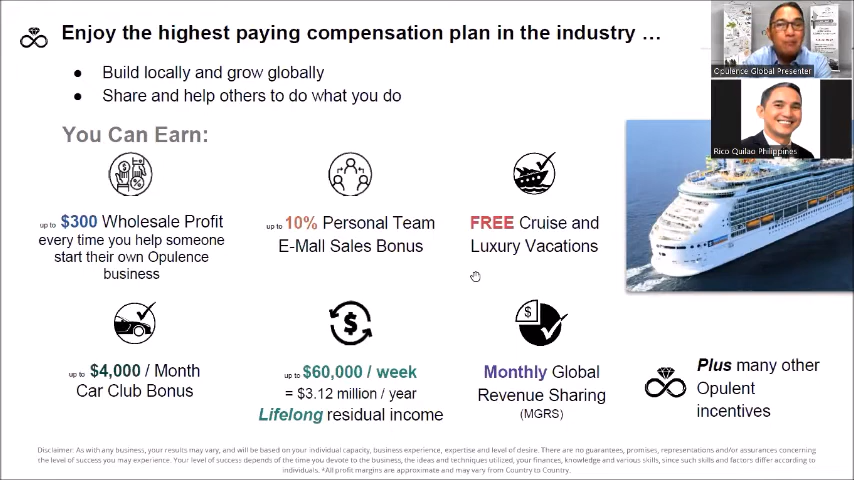 Enjoy the highest paying compensation plan in the industry …
● Build locally and grow globally
● Share and help others to do what you do
Opulence Global Presenter
Rico Quilao Philippines
You Can Earn:
up to $300 Wholesale Profit
every time you help someone
start their own Opulence
business
up to 10% Personal Team
E-Mall Sales Bonus
FREE Cruise and
Luxury Vacations
up to $4,000 / Month
Car Club Bonus
up to $60,000 / week
= $3.12 million / year
Lifelong residual income
Monthly Global
Revenue Sharing
(MGRS)
Plus many other
Opulent
incentives
Disclaimer: As with any business, your results may vary, and will be based on your individual capacity, business experience, expertise and level of desire. There are no guarantees, promises, representations and/or assurances concerning
the level of success you may experience. Your level of success depends of the time you devote to the business, the ideas and techniques utilized, your finances, knowledge and various skills, since such skills and factors differ according to
individuals. *All profit margins are approximate and may vary from Country to Country.